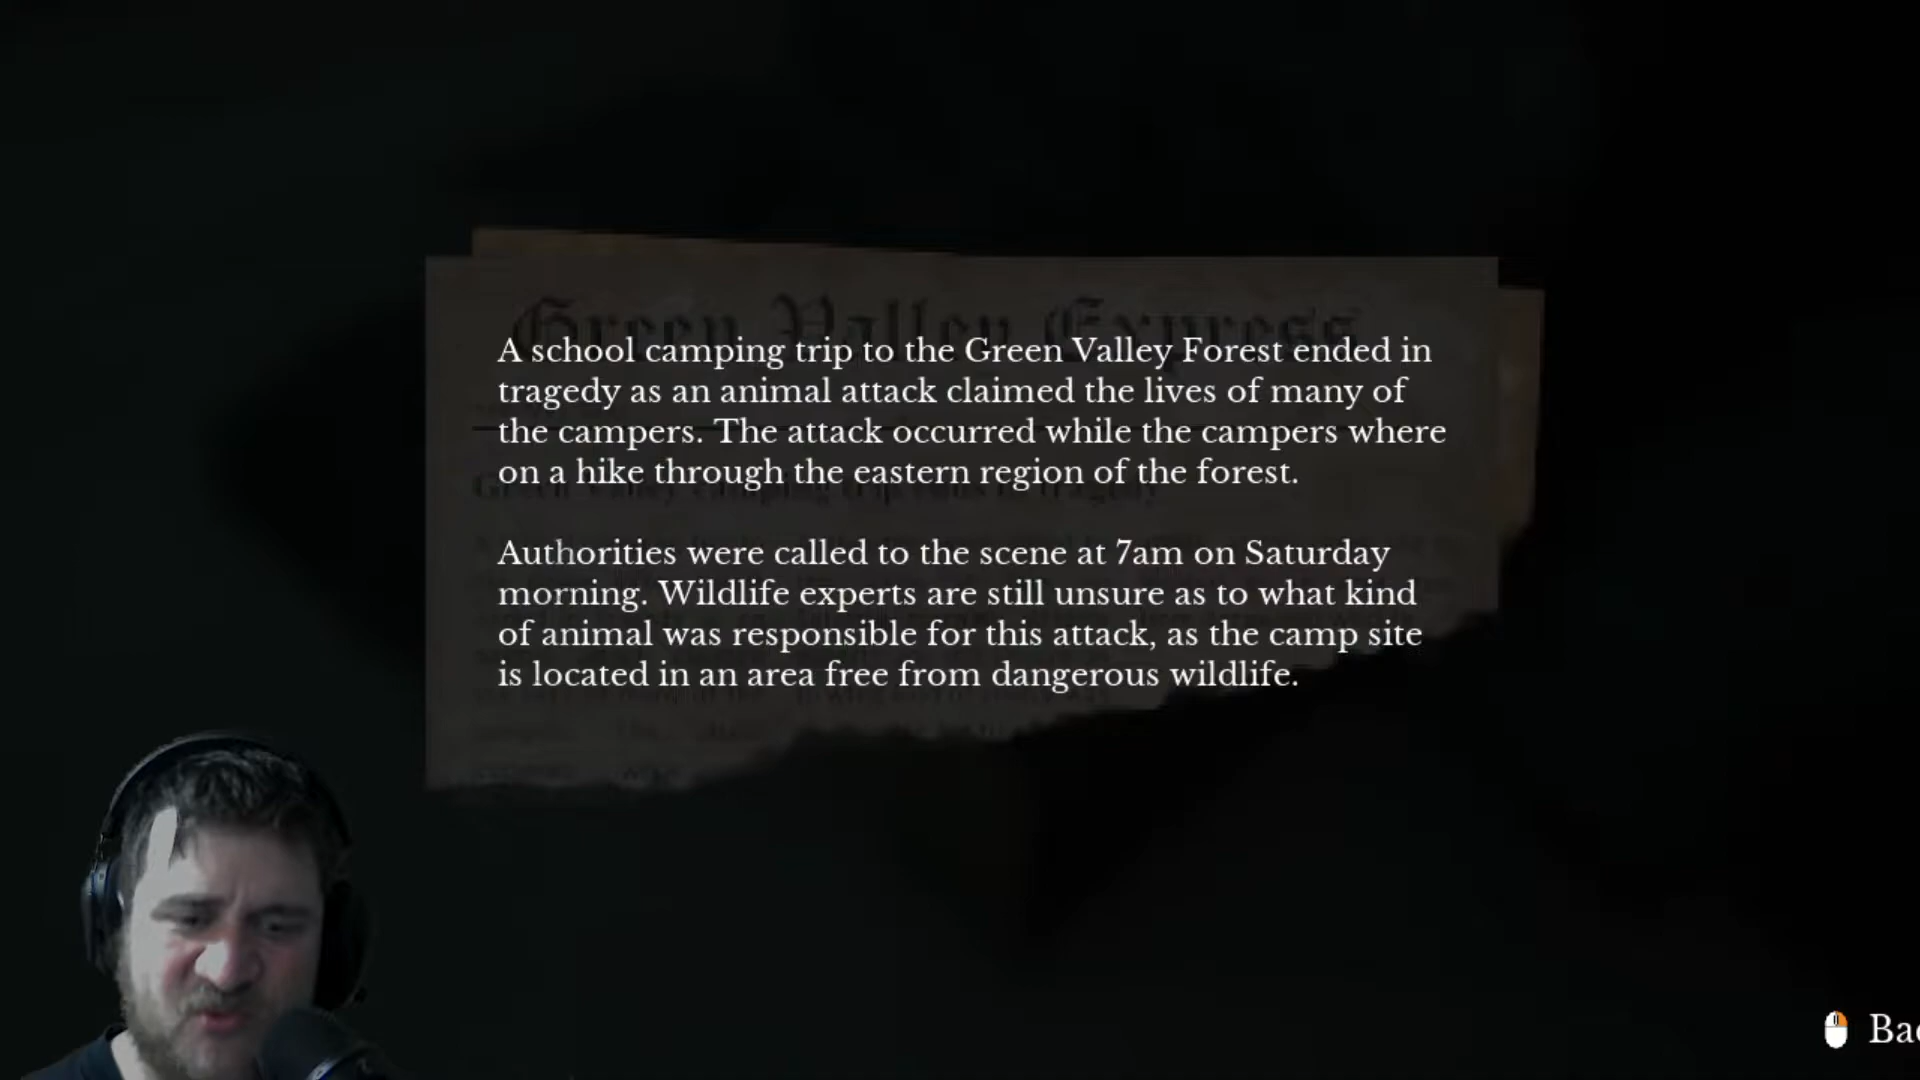 Green Valley Express
A school camping trip to the Green Valley Forest ended in
tragedy as an animal attack claimed the lives of many of
the campers. The attack occurred while the campers where
on a hike through the eastern region of the forest.
Authorities were called to the scene at 7am on Saturday
morning. Wildlife experts are still unsure as to what kind
of animal was responsible for this attack, as the camp site
is located in an area free from dangerous wildlife.